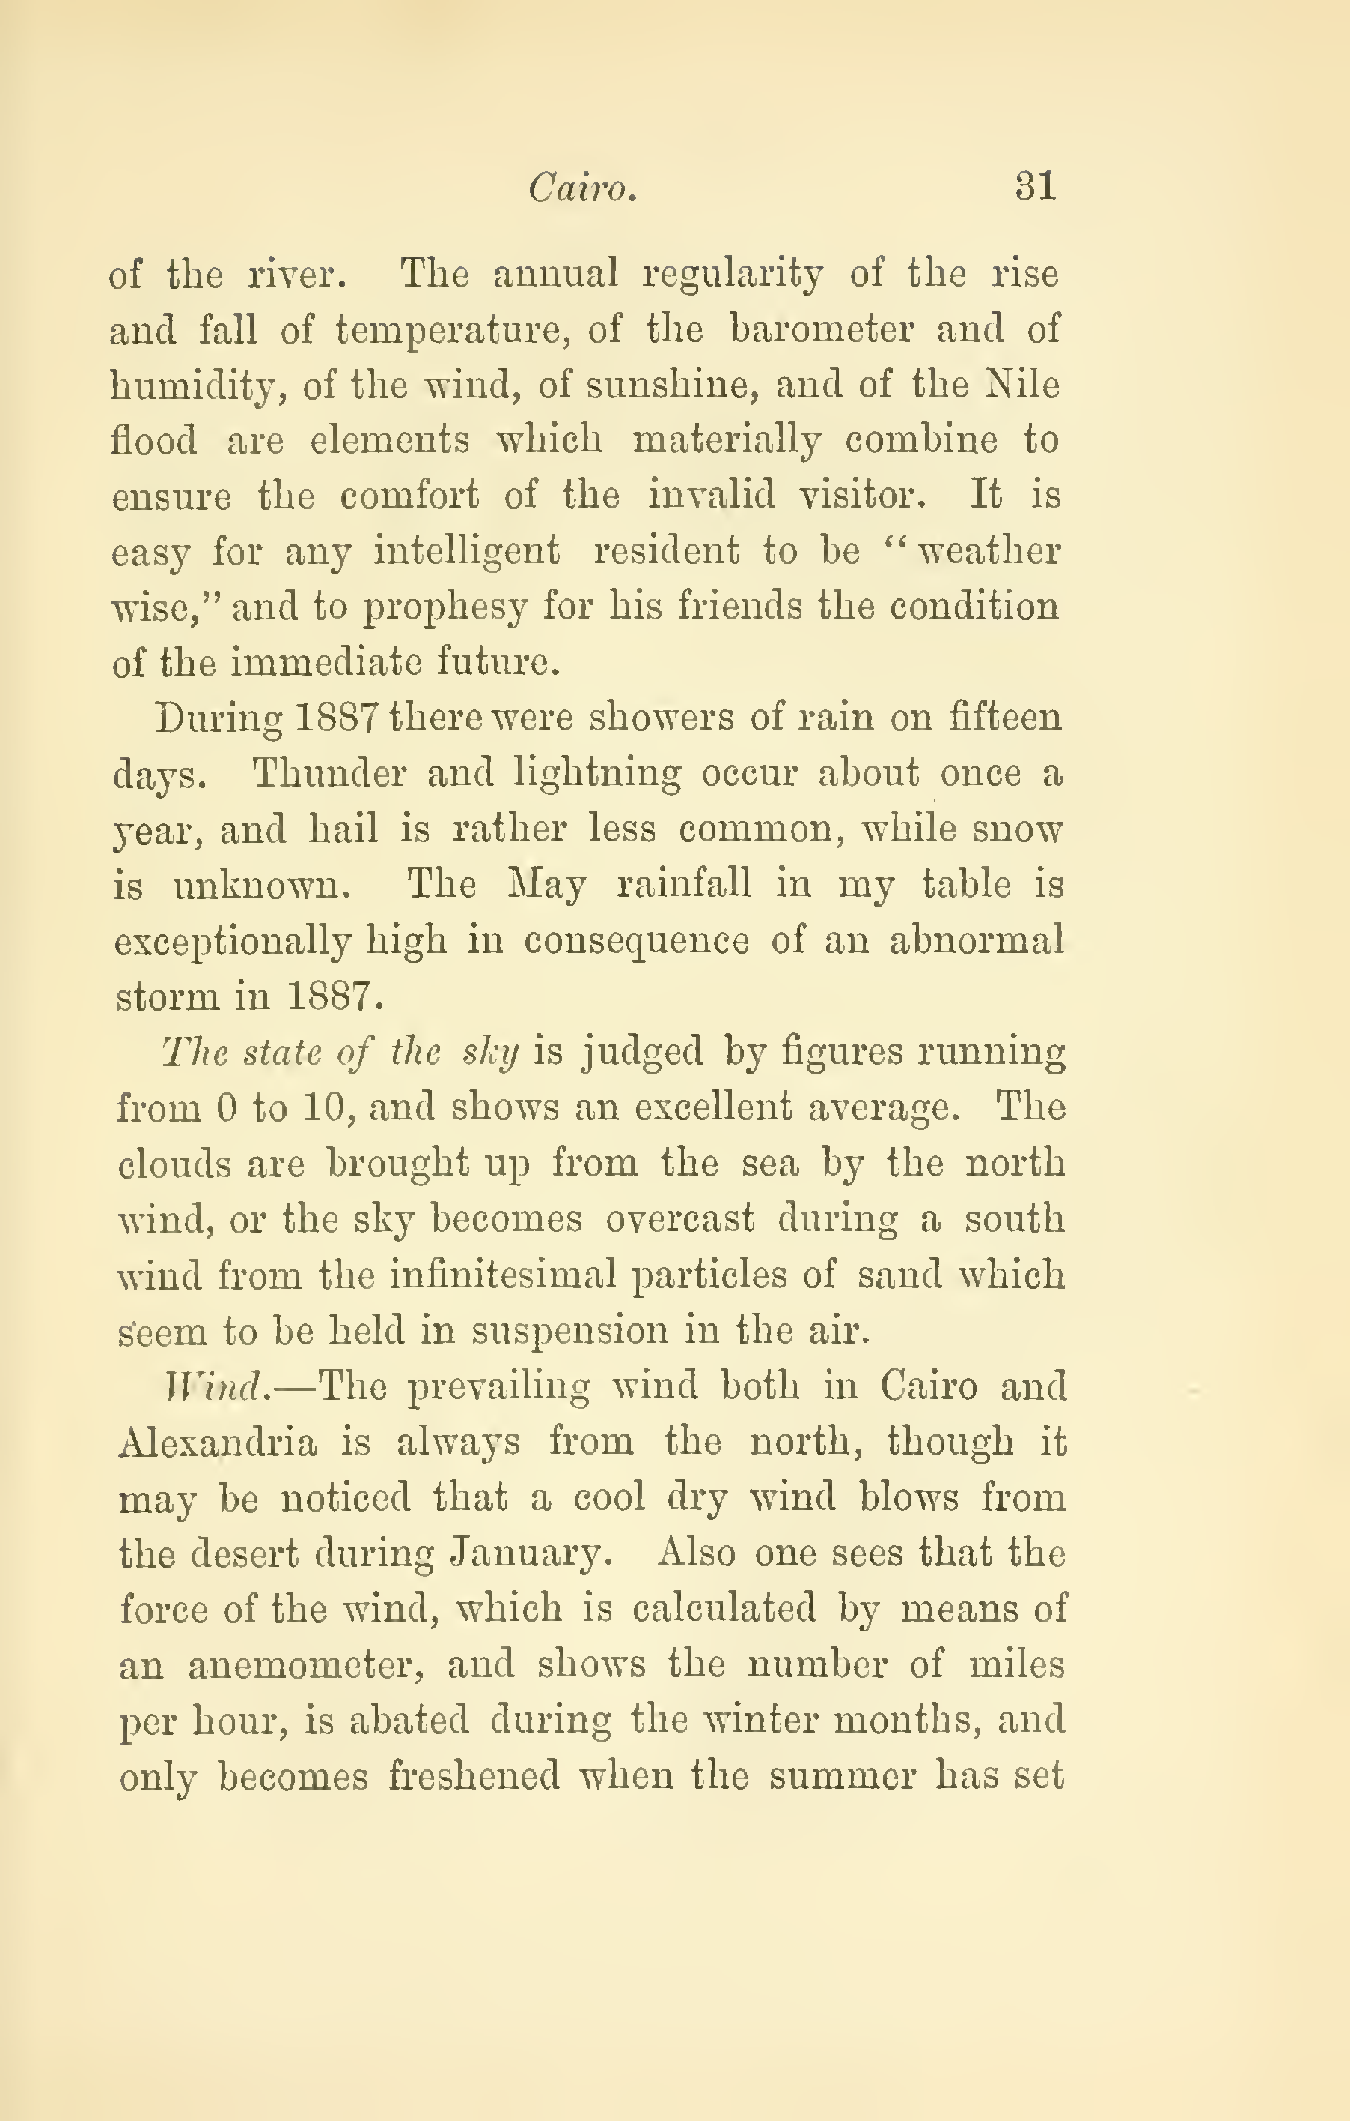 Cairo. 31
of the river. The annual regularity of the rise
and fall of temperature, of the barometer and of
humidity, of the wind, of sunshine, and of the Nile
flood are elements which materially combine to
ensure the comfort of the invalid visitor. It is
easy for any intelligent resident to be “ weather
wise,” and to prophesy for his friends the condition
of the immediate future.
During 1887 there were showers of rain on fifteen
days. Thunder and lightning occur about once a
year, and hail is rather less common, while snow
is unknown. The May rainfall in my table is
exceptionally high in consequence of an abnormal
storm in 1887.
The state of the sky is judged by figures running
from 0 to 10, and shows an excellent average. The
clouds are brought up from the sea by the north
wind, or the sky becomes overcast during a south
wind from the infinitesimal particles of sand which
seem to be held in suspension in the air.
Wind.—The prevailing wind both in Cairo and
Alexandria is always from the north, though it
may be noticed that a cool dry wind blows from
the desert during January. Also one sees that the
force of the wind, which is calculated by means of
an anemometer, and shows the number of miles
per hour, is abated during the winter months, and
only becomes freshened when the summer has set